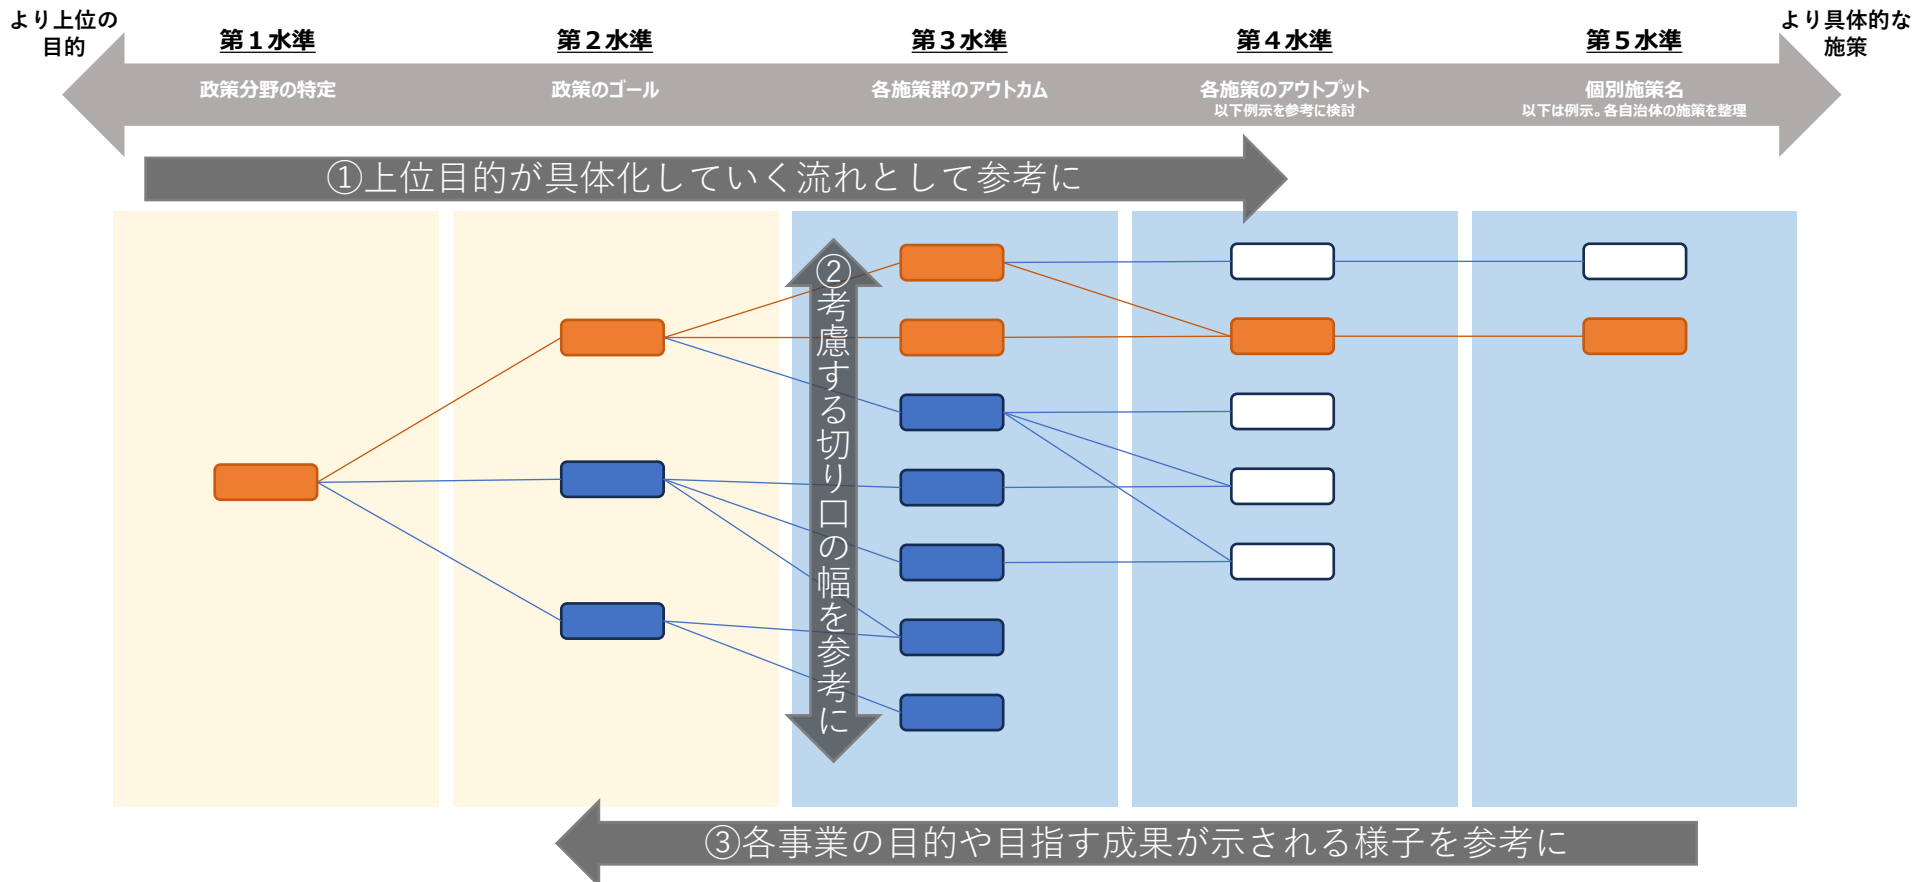 より上位の
目的
第１水準
第２水準
第３水準
第４水準
第５水準
より具体的な
施策
政策分野の特定
政策のゴール
各施策群のアウトカム
各施策のアウトプット
以下例示を参考に検討
個別施策名
以下は例示。各自治体の施策を整理
①上位目的が具体化していく流れとして参考に
②考慮する切り口の幅を参考に
③各事業の目的や目指す成果が示される様子を参考に